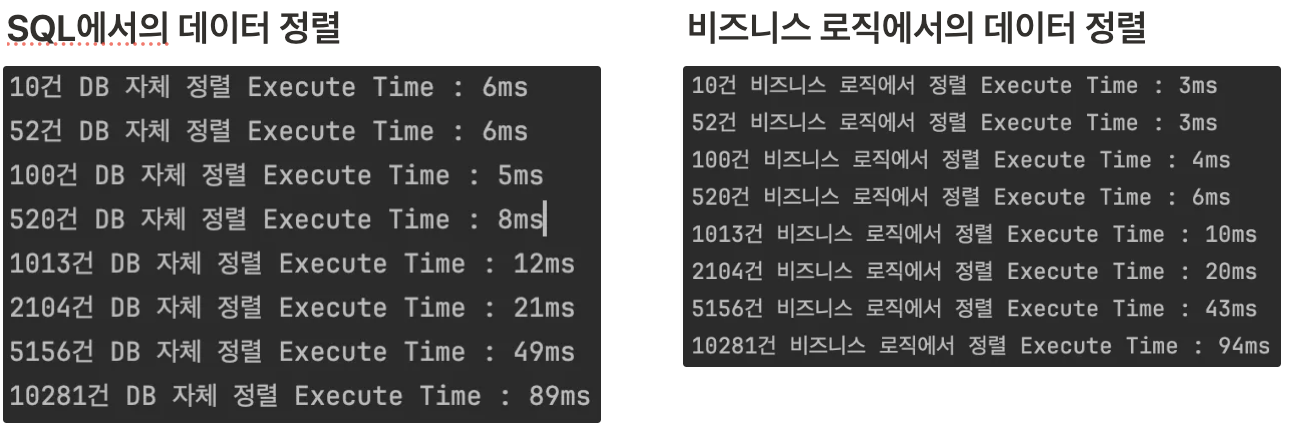 SQL에서의 데이터 정렬
10건 DB 자체 정렬 Execute Time : 6ms
52건 DB 자체 정렬 Execute Time : 6ms
100건 DB 자체 정렬 Execute Time : 5ms
520건 DB 자체 정렬 Execute Time : 8ms
1013건 DB 자체 정렬 Execute Time : 12ms
2104건 DB 자체 정렬 Execute Time : 21ms
5156건 DB 자체 정렬 Execute Time : 49ms
10281건 DB 자체 정렬 Execute Time : 89ms
비즈니스 로직에서의 데이터 정렬
10건 비즈니스 로직에서 정렬 Execute Time : 3ms
52건 비즈니스 로직에서 정렬 Execute Time : 3ms
100건 비즈니스 로직에서 정렬 Execute Time : 4ms
520건 비즈니스 로직에서 정렬 Execute Time : 6ms
1013건 비즈니스 로직에서 정렬 Execute Time : 10ms
2104건 비즈니스 로직에서 정렬 Execute Time : 20ms
5156건 비즈니스 로직에서 정렬 Execute Time : 43ms
10281건 비즈니스 로직에서 정렬 Execute Time : 94ms